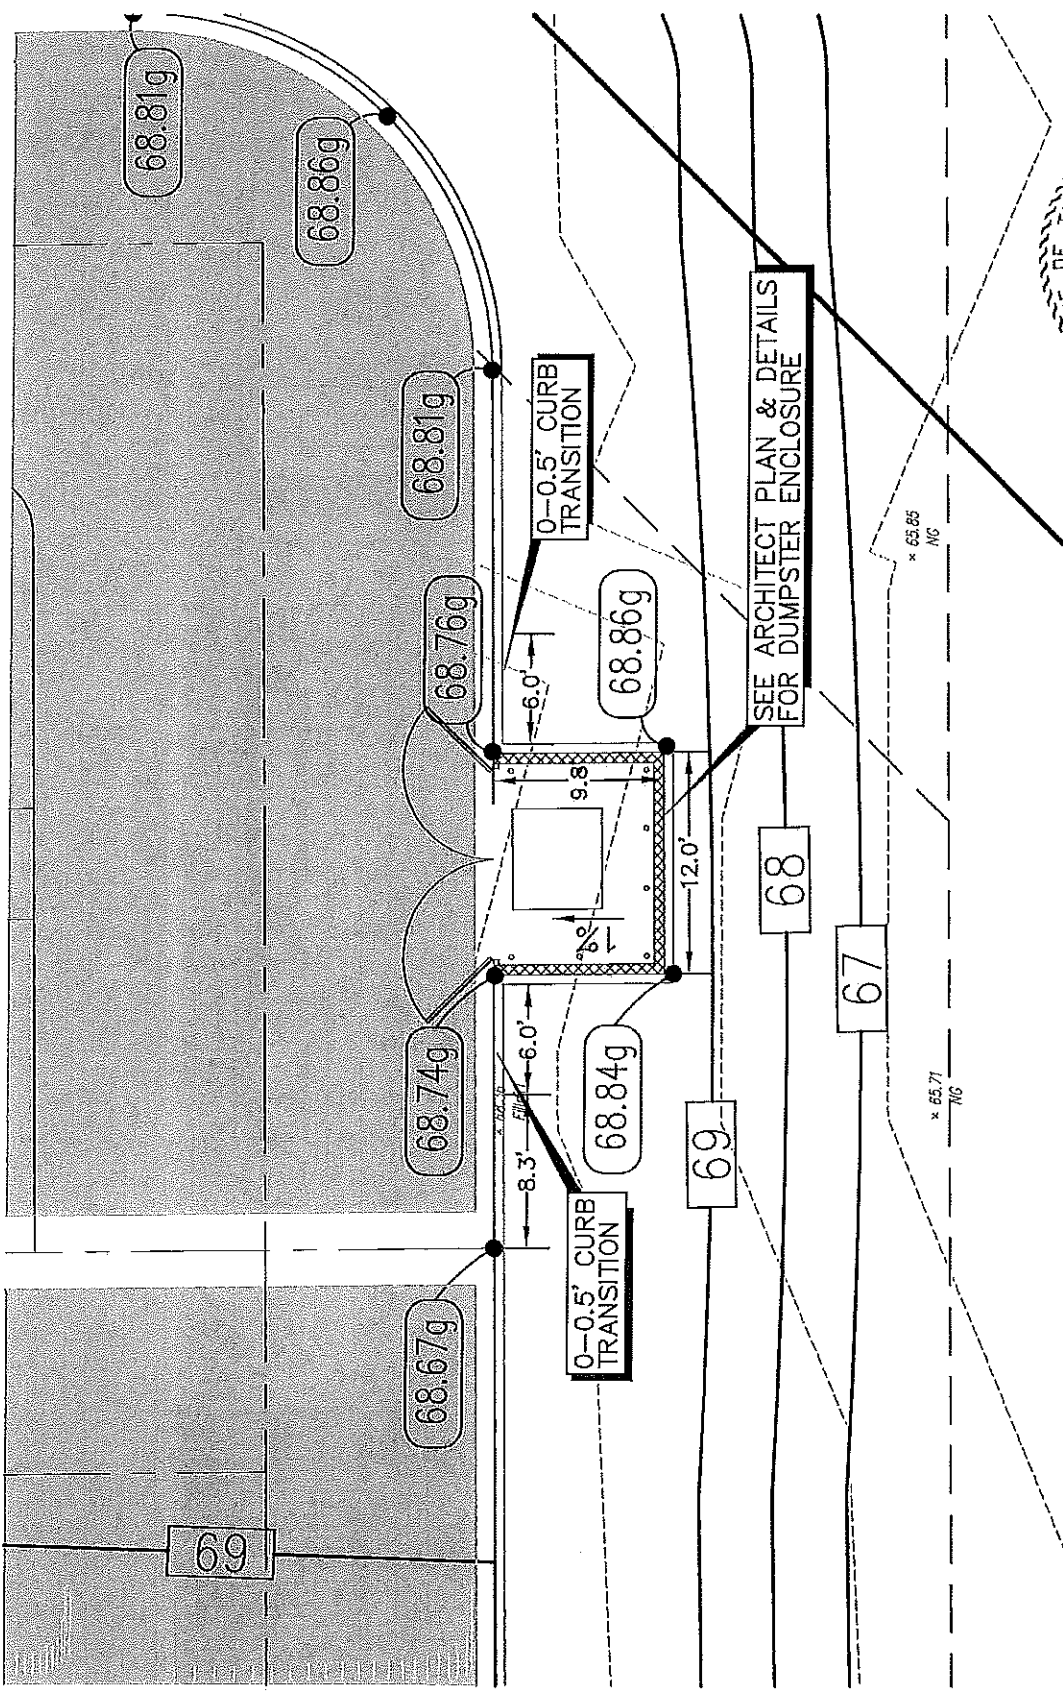 68.81g
68.86g
68.81g
0-0.5' CURB
TRANSITION
SEE ARCHITECT PLAN & DETAILS
FOR DUMPSTER ENCLOSURE
68.76g
6.0'
68.86g
× 65.85
NG
9.8
12.0'
1%
68
67
68.74g
6.0'
68.84g
8.3'
69
× 65.71
NG
0-0.5' CURB
TRANSITION
68.67g
69